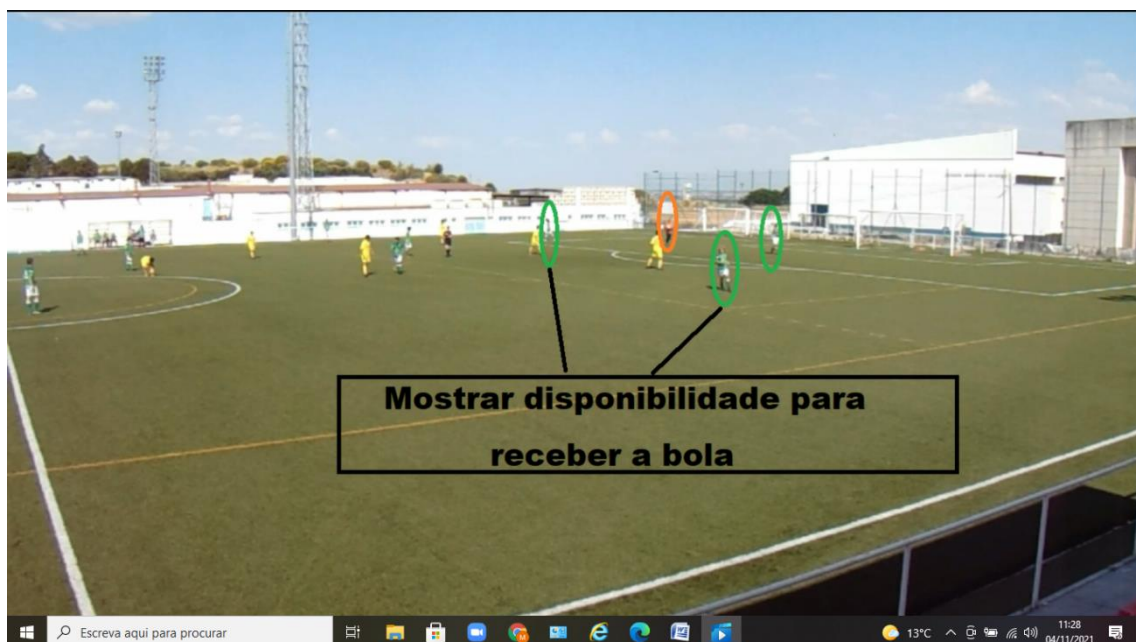 Mostrar disponibilidade para
receber a bola
Escreva aqui para procurar
13°C
11:28
04/11/2021